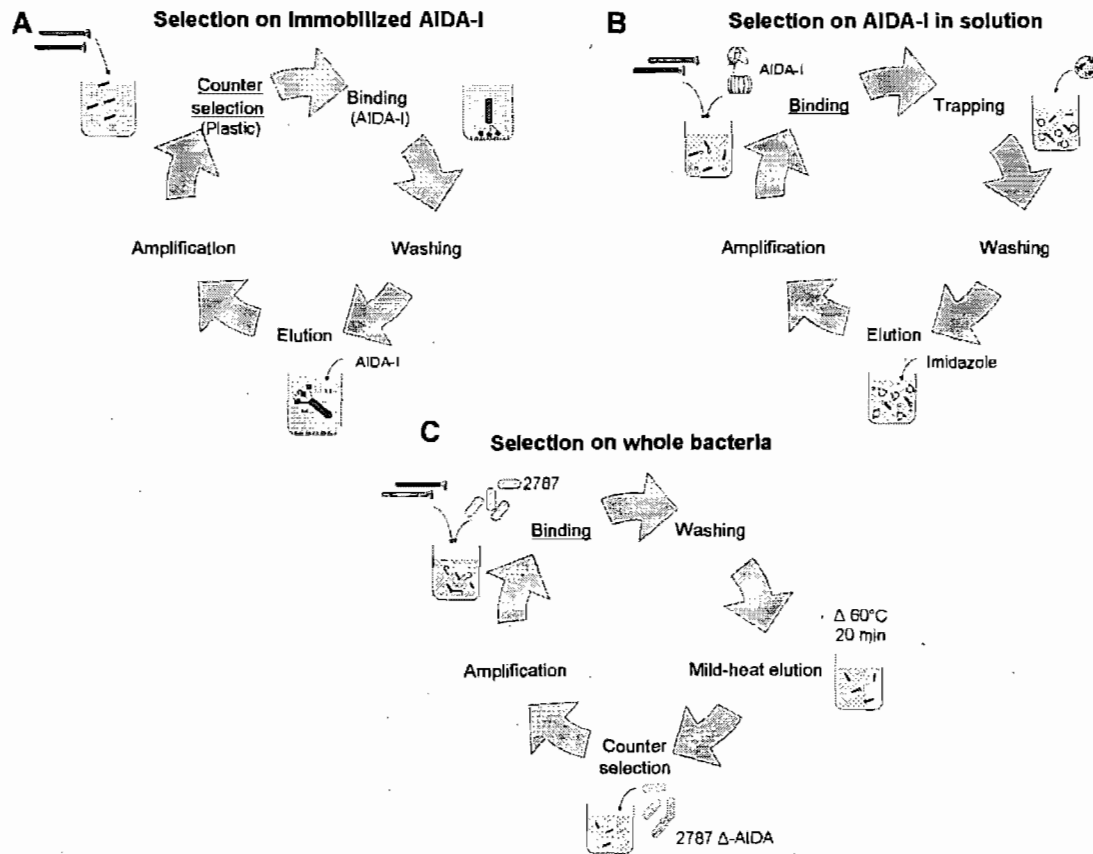 A
Selection on Immobilized AIDA-I
Counter
selection
(Plastic)
Binding
(AIDA-I)
Washing
Elution
AIDA-I
Amplification
B
Selection on AIDA-I in solution
AIDA-I
Binding
Trapping
Washing
Elution
Imidazole
Amplification
C
Selection on whole bacteria
2787
Binding
Washing
Δ 60°C
20 min
Mild-heat elution
Counter
selection
2787 Δ-AIDA
Amplification